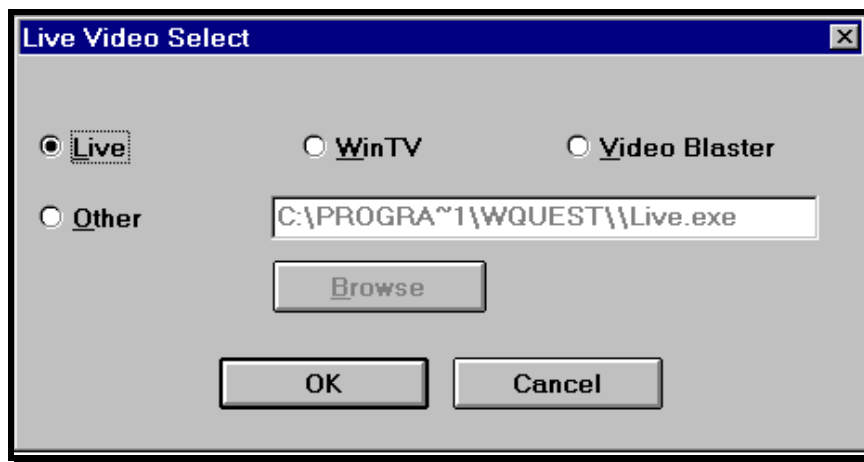 Live Video Select
Live WinTV Video Blaster
Other C:\PROGRA~1\WQUEST\\Live.exe
Browse
OK Cancel